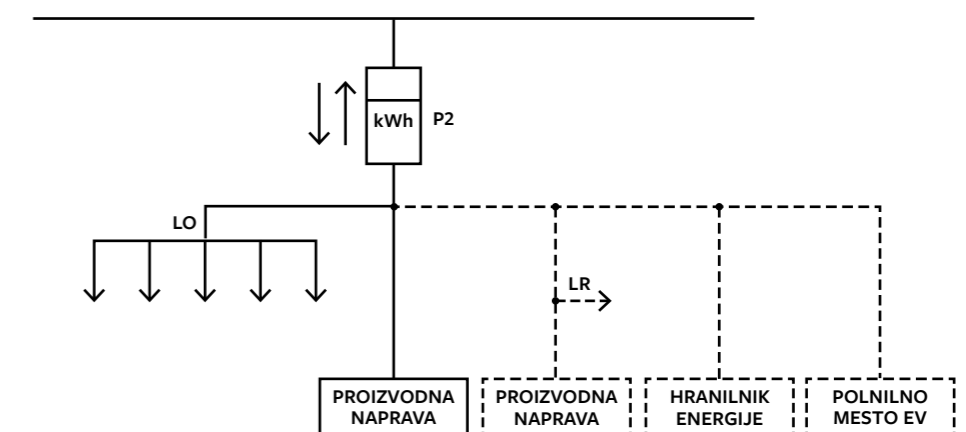 kWh
P2
LO
LR
PROIZVODNA
NAPRAVA
PROIZVODNA
NAPRAVA
HRANILNIK
ENERGIJE
POLNILNO
MESTO EV